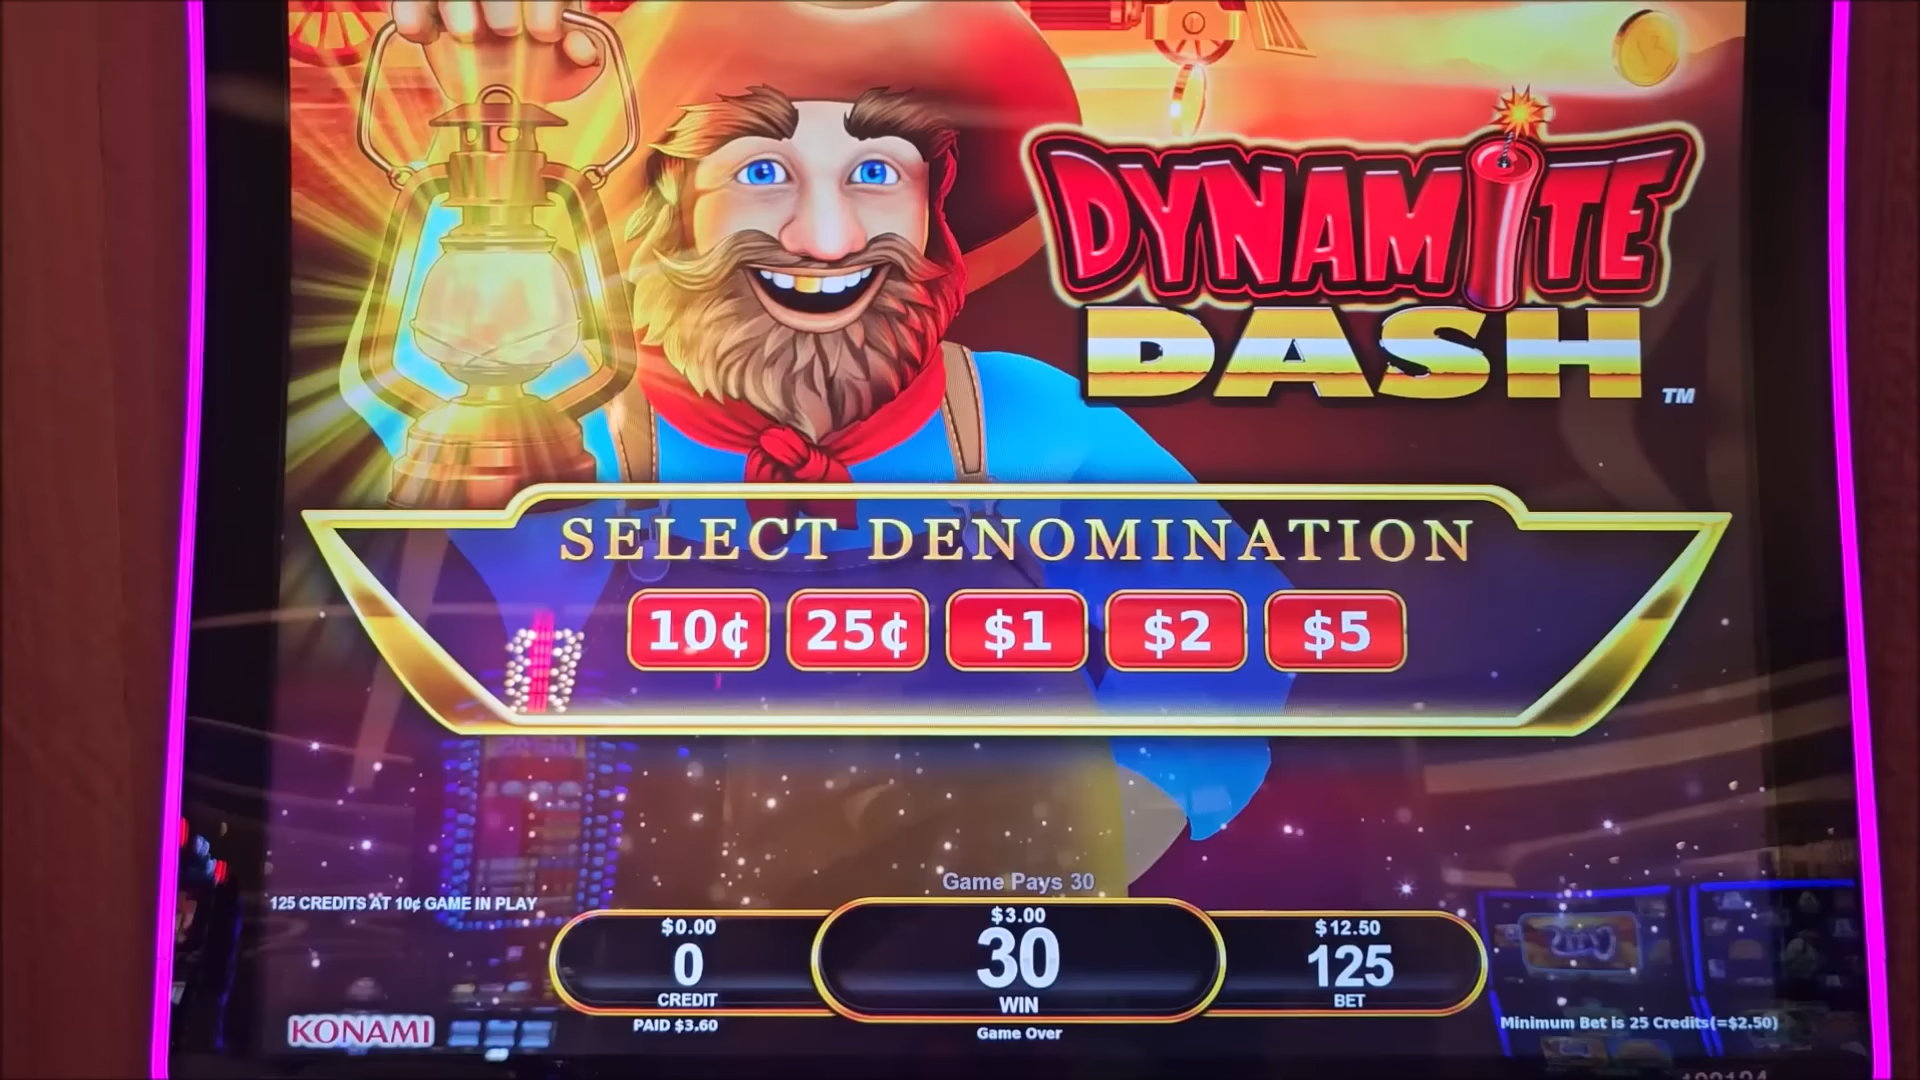 DYNAMITE
DASH
TM
SELECT DENOMINATION
10¢ 25¢ $1 $2 $5
Game Pays 30
125 CREDITS AT 10¢ GAME IN PLAY
$0.00
0
CREDIT
PAID $3.60
$3.00
30
WIN
Game Over
$12.50
125
BET
KONAMI
Minimum Bet is 25 Credits(=$2.50)